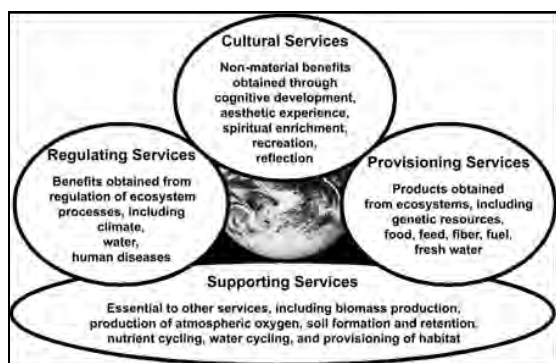 Cultural Services
Non-material benefits
obtained through
cognitive development,
aesthetic experience,
spiritual enrichment,
recreation,
reflection
Regulating Services
Benefits obtained from
regulation of ecosystem
processes, including
climate,
water,
human diseases
Provisioning Services
Products obtained
from ecosystems, including
genetic resources,
food, feed, fiber, fuel,
fresh water
Supporting Services
Essential to other services, including biomass production,
production of atmospheric oxygen, soil formation and retention,
nutrient cycling, water cycling, and provisioning of habitat